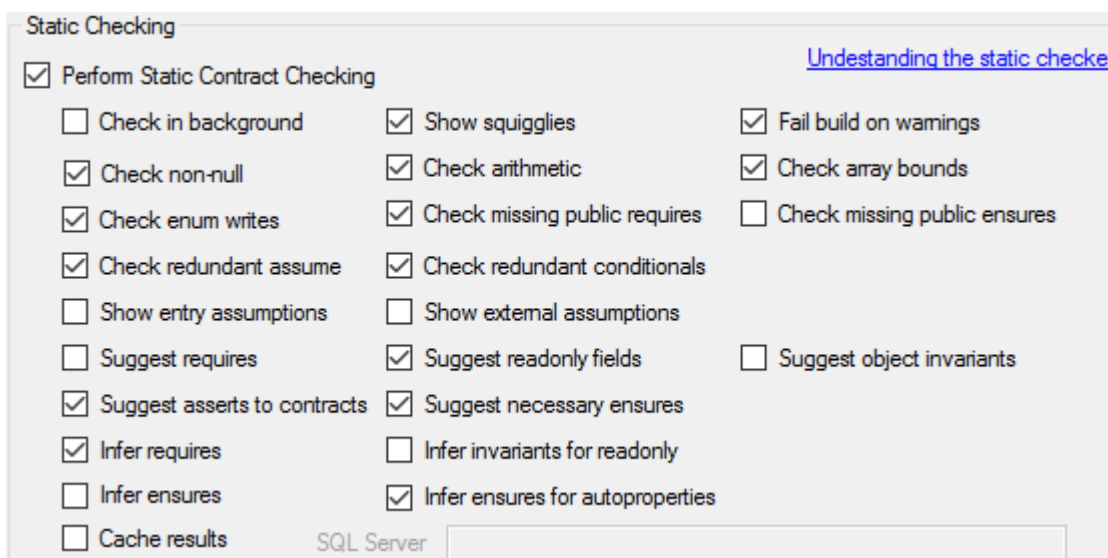 Static Checking
Undestanding the static checke
Perform Static Contract Checking
Check in background Show squigglies Fail build on warnings
Check non-null Check arithmetic Check array bounds
Check enum writes Check missing public requires Check missing public ensures
Check redundant assume Check redundant conditionals
Show entry assumptions Show external assumptions
Suggest requires Suggest readonly fields Suggest object invariants
Suggest asserts to contracts Suggest necessary ensures
Infer requires Infer invariants for readonly
Infer ensures Infer ensures for autoproperties
Cache results SQL Server